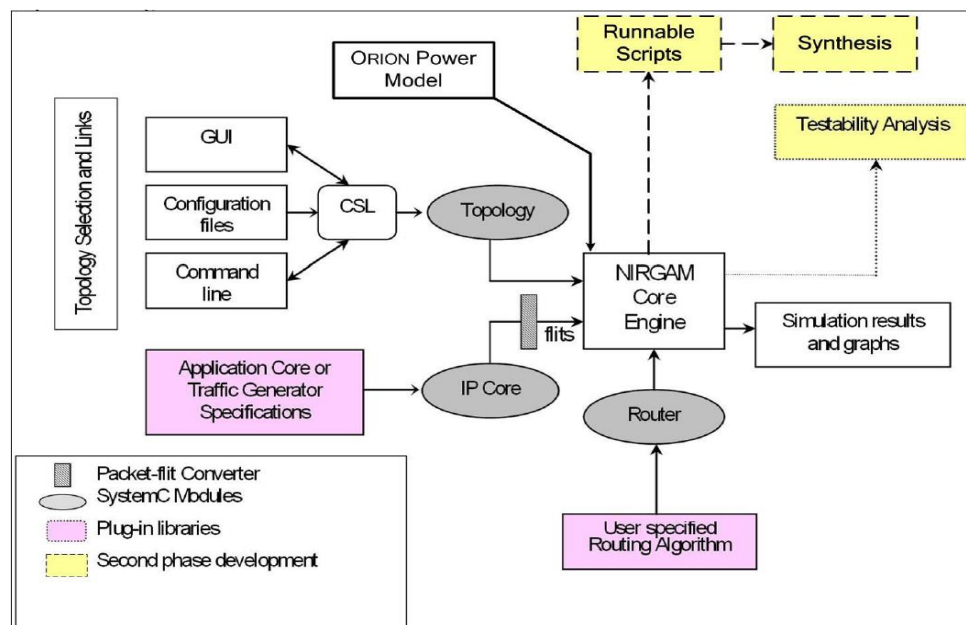 Runnable
Scripts
Synthesis
ORION Power
Model
Testability Analysis
Topology Selection and Links
GUI
Configuration
files
Command
line
CSL
Topology
NIRGAM
Core
Engine
flits
Simulation results
and graphs
Application Core or
Traffic Generator
Specifications
IP Core
Router
User specified
Routing Algorithm
Packet-flit Converter
SystemC Modules
Plug-in libraries
Second phase development